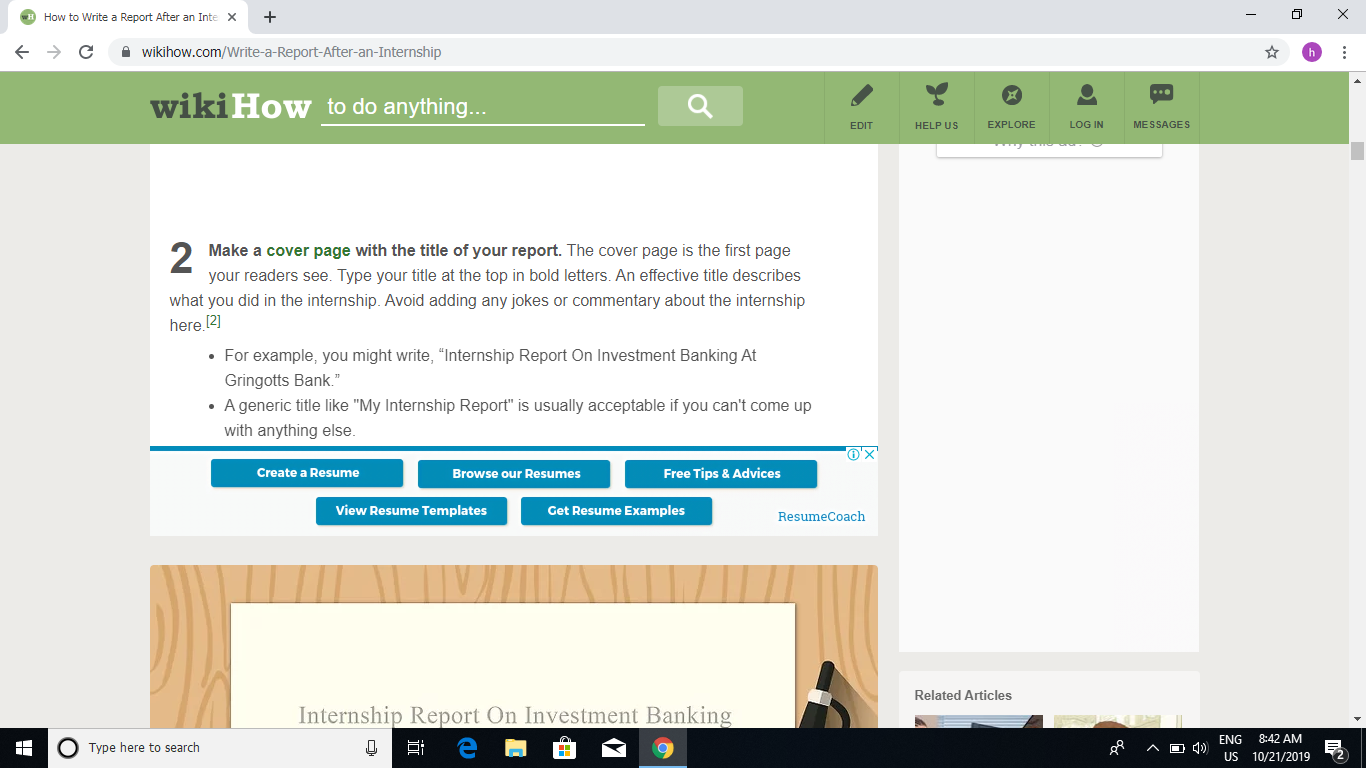 How to Write a Report After an Inte
wikihow.com/Write-a-Report-After-an-Internship
h
wikiHow to do anything...
EDIT
HELP US
EXPLORE
LOG IN
MESSAGES
Why this ad?
2 Make a cover page with the title of your report. The cover page is the first page
your readers see. Type your title at the top in bold letters. An effective title describes
what you did in the internship. Avoid adding any jokes or commentary about the internship
here.[2]
• For example, you might write, “Internship Report On Investment Banking At
Gringotts Bank.”
• A generic title like "My Internship Report" is usually acceptable if you can't come up
with anything else.
Create a Resume
Browse our Resumes
Free Tips & Advices
View Resume Templates
Get Resume Examples
ResumeCoach
Internship Report On Investment Banking
Related Articles
Type here to search
ENG
US
8:42 AM
10/21/2019
2